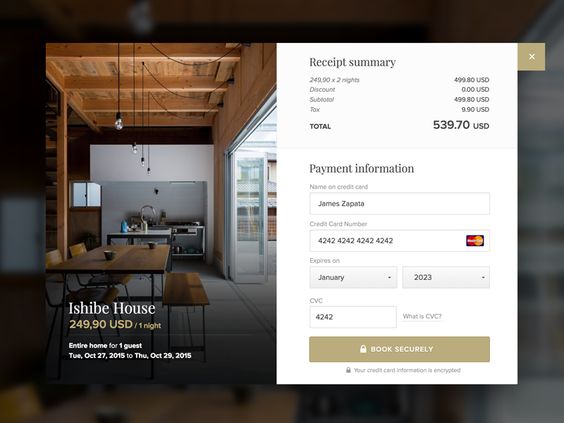 Ishibe House
249,90 USD / 1 night
Entire home for 1 guest
Tue, Oct 27, 2015 to Thu, Oct 29, 2015
×
Receipt summary
249,90 x 2 nights 499.80 USD
Discount 0.00 USD
Subtotal 499.80 USD
Tax 9.90 USD
TOTAL 539.70 USD
Payment information
Name on credit card
James Zapata
Credit Card Number
4242 4242 4242 4242 MasterCard
Expires on
January 2023
CVC
4242 What is CVC?
BOOK SECURELY
Your credit card information is encrypted